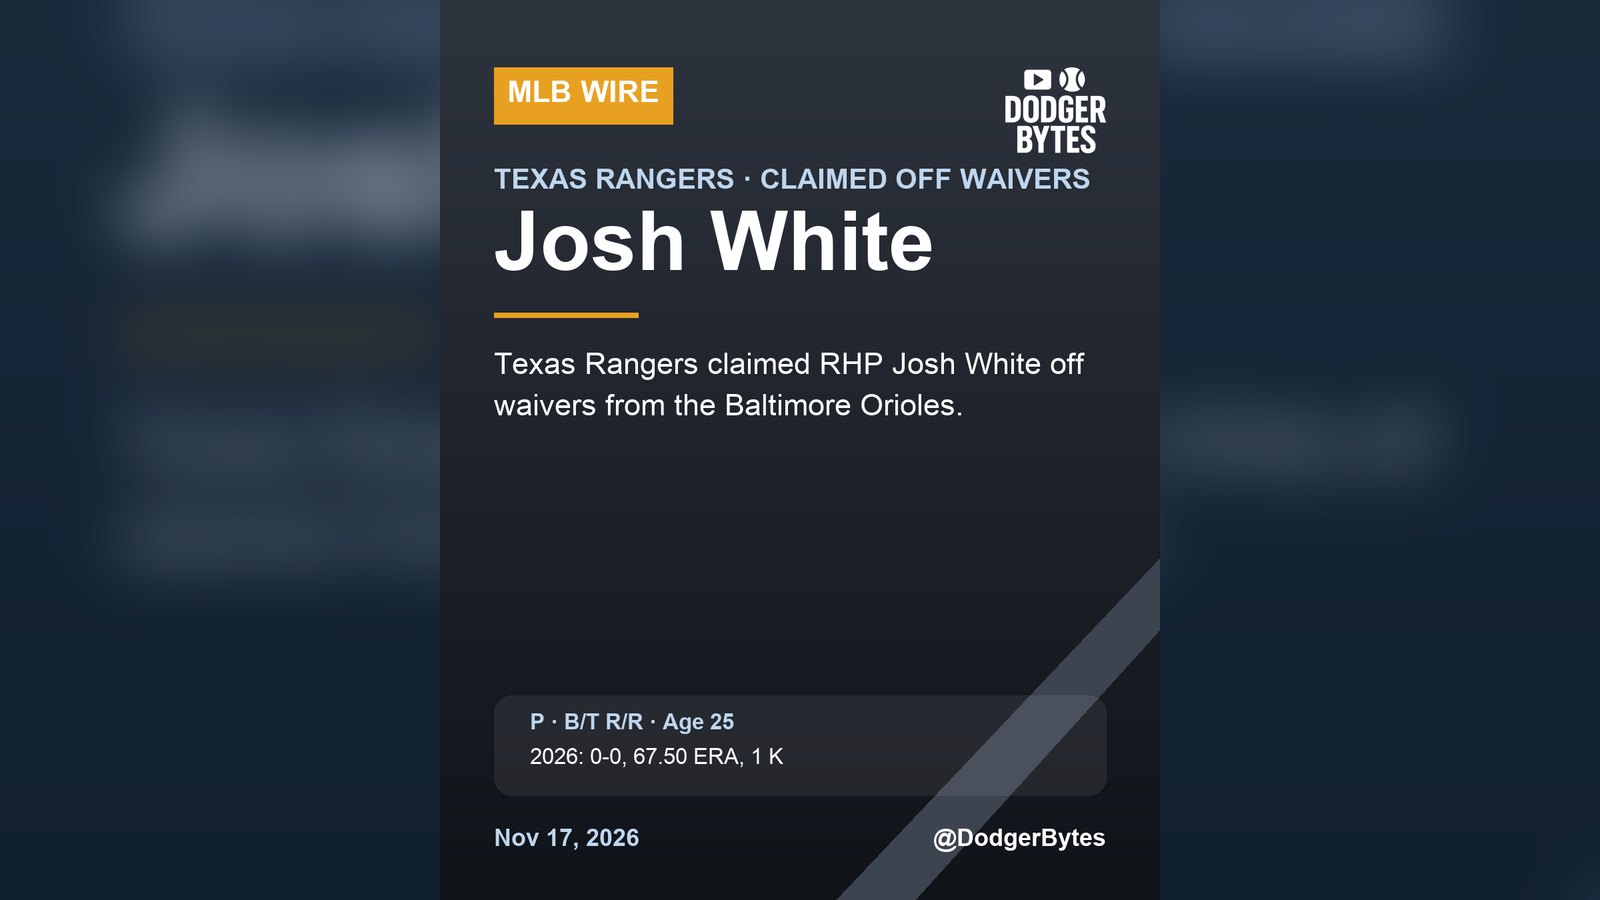 MLB WIRE
DODGER
BYTES
TEXAS RANGERS · CLAIMED OFF WAIVERS
Josh White
Texas Rangers claimed RHP Josh White off
waivers from the Baltimore Orioles.
P · B/T R/R · Age 25
2026: 0-0, 67.50 ERA, 1 K
Nov 17, 2026
@DodgerBytes